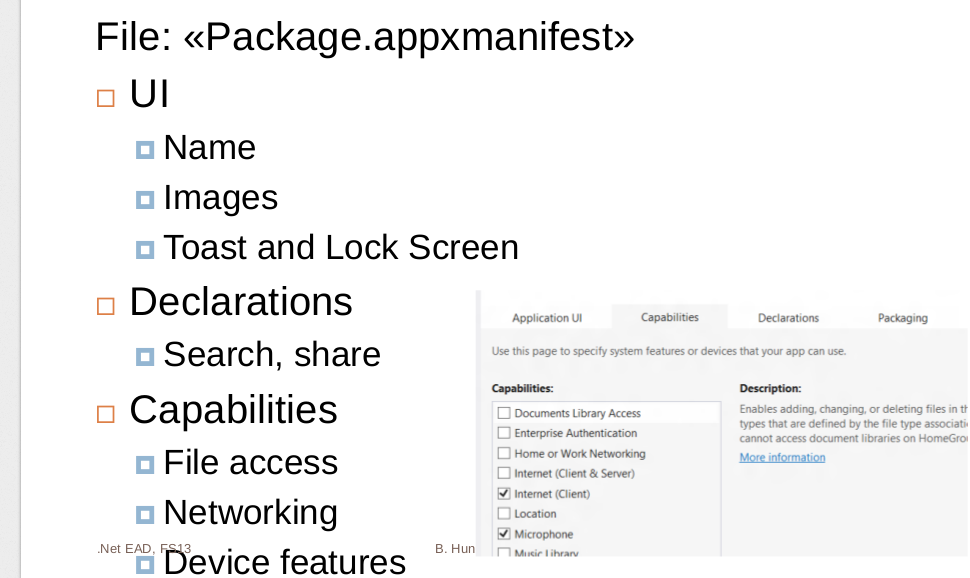 File: «Package.appxmanifest»
UI
Name
Images
Toast and Lock Screen
Declarations
Search, share
Capabilities
File access
Networking
Device features
.Net EAD, FS13
B. Hun
Application UI Capabilities Declarations Packaging
Use this page to specify system features or devices that your app can use.
Capabilities:
Documents Library Access
Enterprise Authentication
Home or Work Networking
Internet (Client & Server)
Internet (Client)
Location
Microphone
Music Library
Description:
Enables adding, changing, or deleting files in th
types that are defined by the file type associati
cannot access document libraries on HomeGro
More information